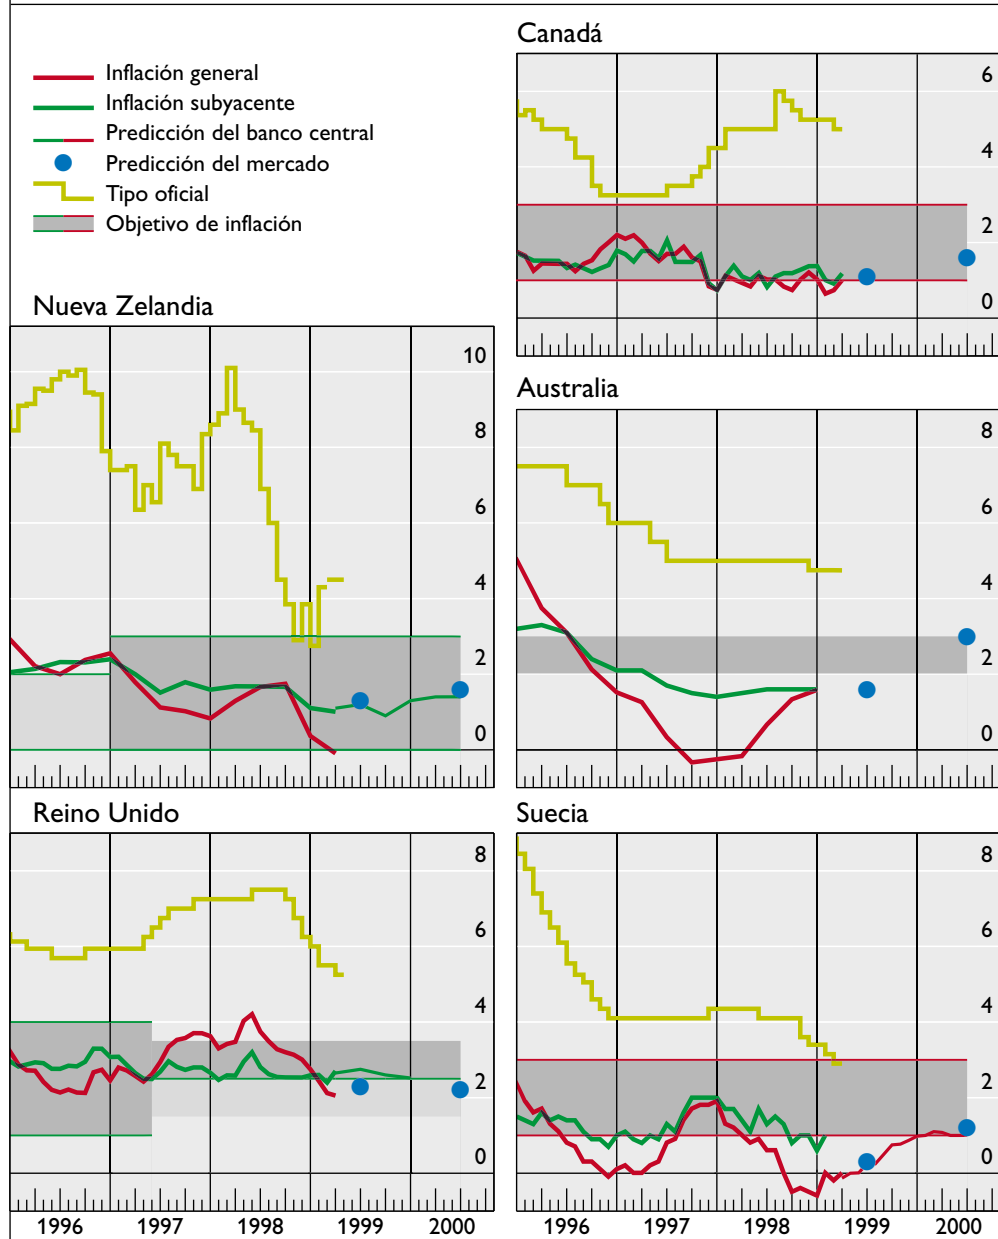 Inflación general
Inflación subyacente
Predicción del banco central
Predicción del mercado
Tipo oficial
Objetivo de inflación
Canadá
6
4
2
0
Nueva Zelandia
10
8
6
4
2
0
Australia
8
6
4
2
0
Reino Unido
8
6
4
2
0
1996 1997 1998 1999 2000
Suecia
8
6
4
2
0
1996 1997 1998 1999 2000